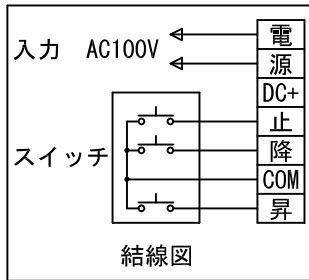 入力 AC100V
電
源
DC+
止
降
COM
昇
スイッチ
結線図